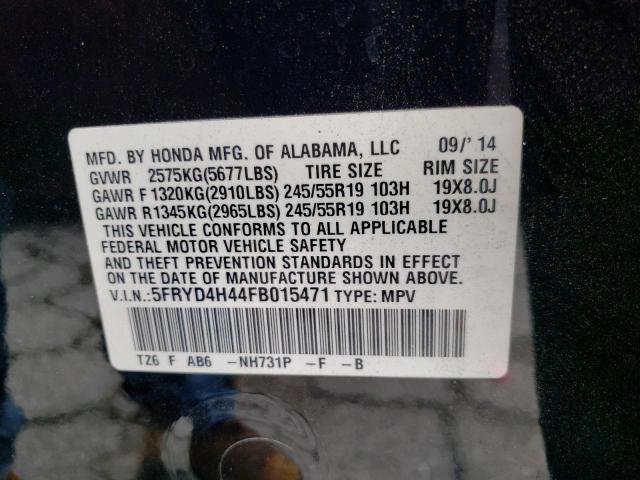 MFD. BY HONDA MFG. OF ALABAMA, LLC 09/'14
GVWR 2575KG(5677LBS) TIRE SIZE RIM SIZE
GAWR F1320KG(2910LBS) 245/55R19 103H 19X8.0J
GAWR R1345KG(2965LBS) 245/55R19 103H 19X8.0J
THIS VEHICLE CONFORMS TO ALL APPLICABLE
FEDERAL MOTOR VEHICLE SAFETY
AND THEFT PREVENTION STANDARDS IN EFFECT
ON THE DATE OF MANUFACTURE SHOWN ABOVE.
V.I.N.:5FRYD4H44FB015471 TYPE: MPV
TZ6 F AB6 -NH731P -F -B